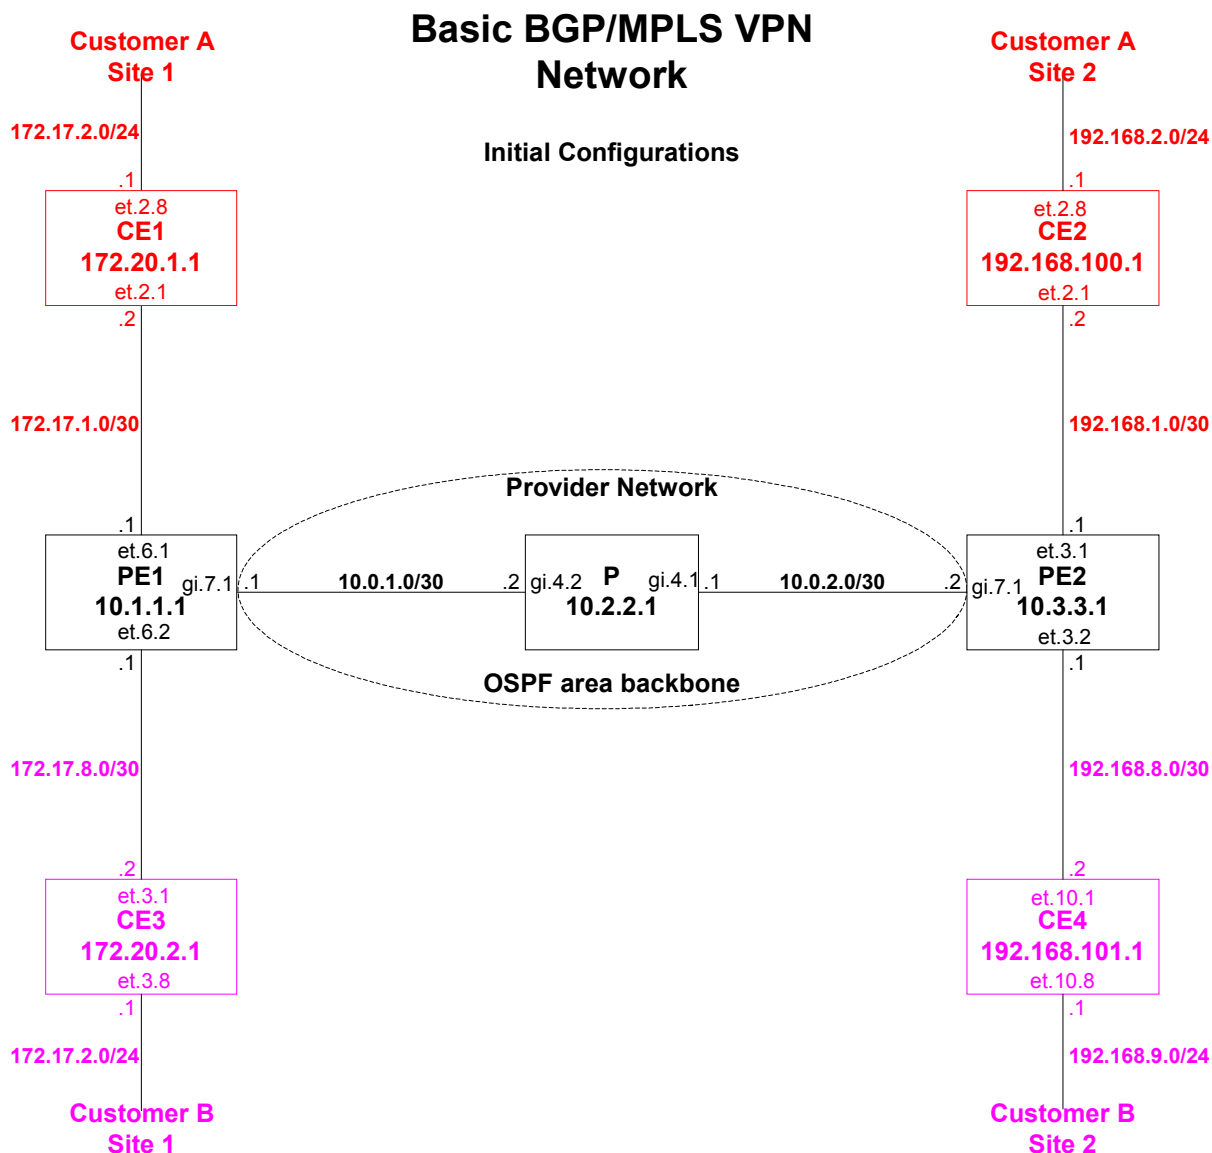 Basic BGP/MPLS VPN
Network
Initial Configurations
Customer A
Site 1
172.17.2.0/24
.1
et.2.8
CE1
172.20.1.1
et.2.1
.2
172.17.1.0/30
Customer A
Site 2
192.168.2.0/24
.1
et.2.8
CE2
192.168.100.1
et.2.1
.2
192.168.1.0/30
Provider Network
.1
et.6.1
PE1
10.1.1.1
et.6.2
.1
gi.7.1
.1
10.0.1.0/30
.2
gi.4.2
P
10.2.2.1
gi.4.1
.1
10.0.2.0/30
.2
gi.7.1
.1
et.3.1
PE2
10.3.3.1
et.3.2
.1
OSPF area backbone
172.17.8.0/30
.2
et.3.1
CE3
172.20.2.1
et.3.8
.1
172.17.2.0/24
Customer B
Site 1
192.168.8.0/30
.2
et.10.1
CE4
192.168.101.1
et.10.8
.1
192.168.9.0/24
Customer B
Site 2